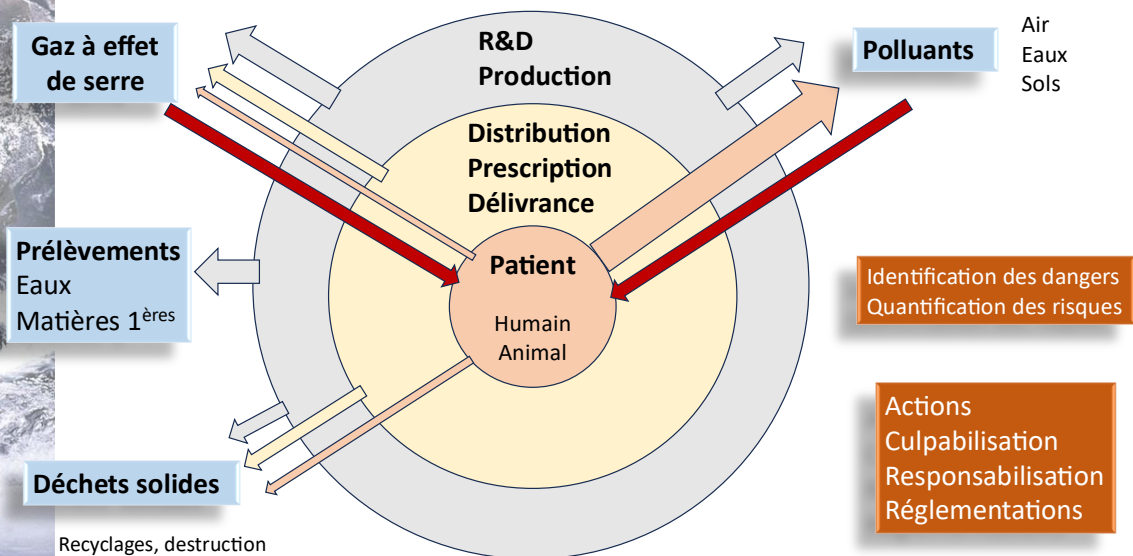 Gaz à effet
de serre
R&D
Production
Polluants
Air
Eaux
Sols
Distribution
Prescription
Délivrance
Prélèvements
Eaux
Matières 1ères
Patient
Humain
Animal
Identification des dangers
Quantification des risques
Actions
Culpabilisation
Responsabilisation
Réglementations
Déchets solides
Recyclages, destruction